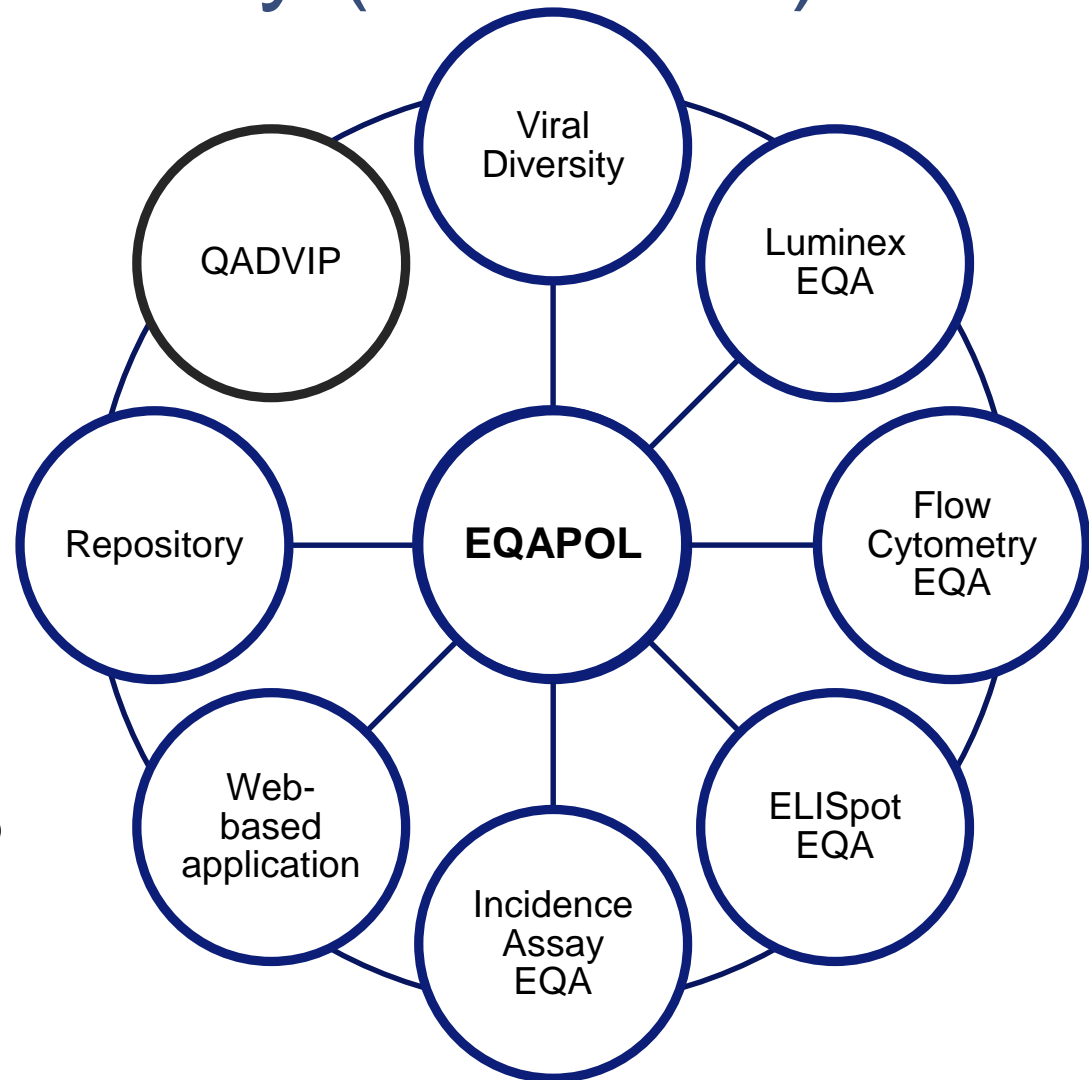 Viral
Diversity
QADVIP
Luminex
EQA
Repository
EQAPOL
Flow
Cytometry
EQA
Web-
based
application
ELISpot
EQA
Incidence
Assay
EQA